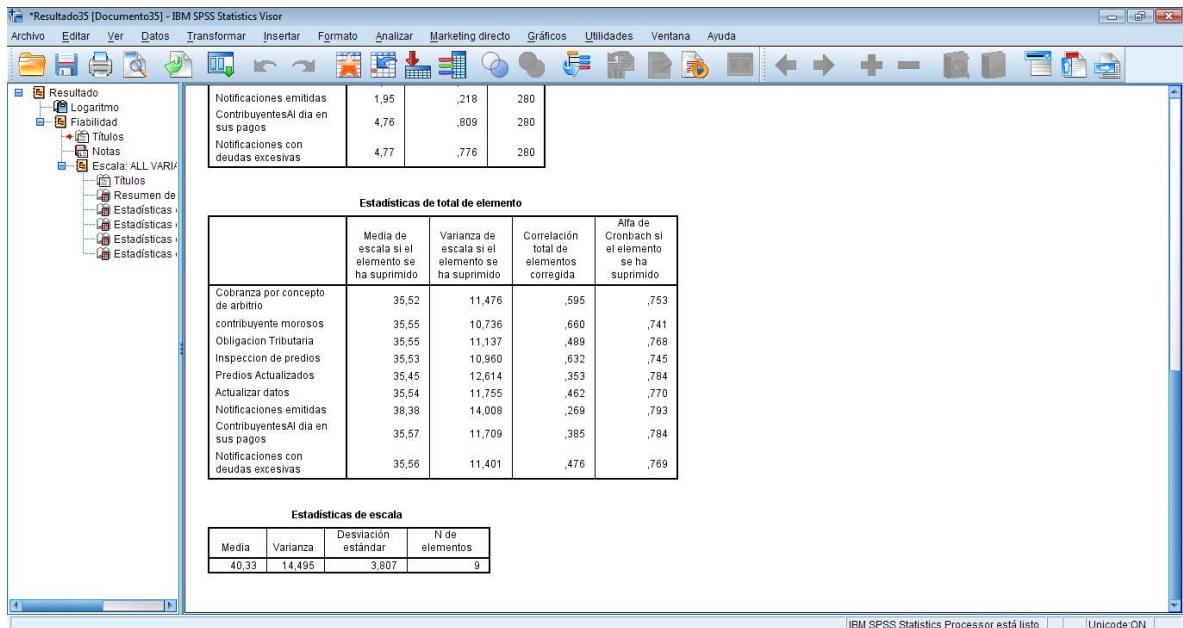 *Resultado35 [Documento35] - IBM SPSS Statistics Visor
Archivo Editar Ver Datos Transformar Insertar Formato Analizar Marketing directo Gráficos Utilidades Ventana Ayuda
Resultado
Logaritmo
Fiabilidad
Títulos
Notas
Escala: ALL VARIA
Títulos
Resumen de
Estadísticas
Estadísticas
Estadísticas
Estadísticas
Notificaciones emitidas 1,95 ,218 280
ContribuyentesAl dia en
sus pagos 4,76 ,809 280
Notificaciones con
deudas excesivas 4,77 ,776 280
Estadísticas de total de elemento
Media de escala si el elemento se ha suprimido
Varianza de escala si el elemento se ha suprimido
Correlación total de elementos corregida
Alfa de Cronbach si el elemento se ha suprimido
Cobranza por concepto
de arbitrio 35,52 11,476 ,595 ,753
contribuyente morosos 35,55 10,736 ,660 ,741
Obligacion Tributaria 35,55 11,137 ,489 ,768
Inspeccion de predios 35,53 10,960 ,632 ,745
Predios Actualizados 35,45 12,614 ,353 ,784
Actualizar datos 35,54 11,755 ,462 ,770
Notificaciones emitidas 38,38 14,008 ,269 ,793
ContribuyentesAl dia en
sus pagos 35,57 11,709 ,385 ,784
Notificaciones con
deudas excesivas 35,56 11,401 ,476 ,769
Estadísticas de escala
Media Varianza Desviación estándar N de elementos
40,33 14,495 3,807 9
IBM SPSS Statistics Processor está listo Unicode:ON